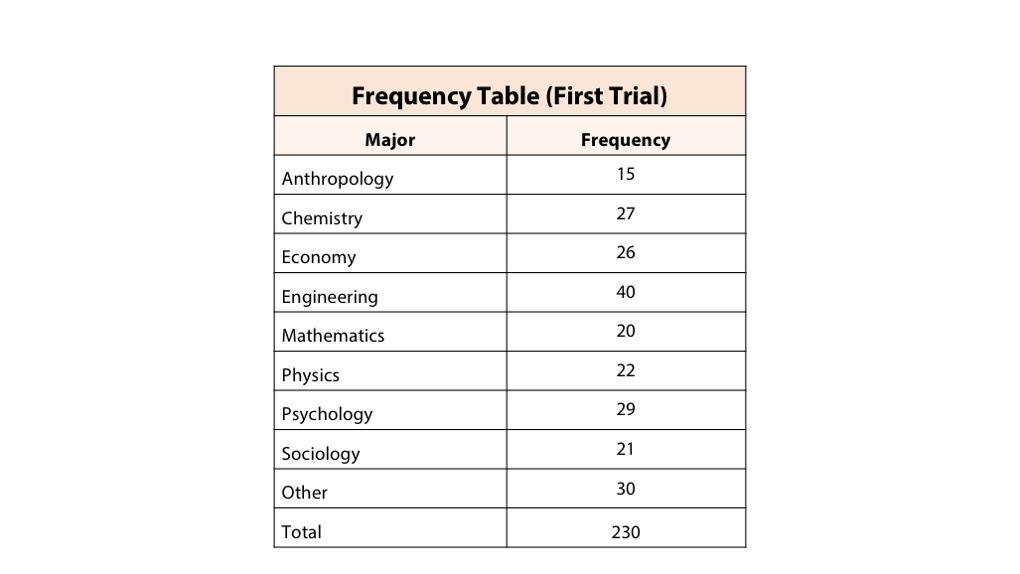 Frequency Table (First Trial)
Major Frequency
Anthropology 15
Chemistry 27
Economy 26
Engineering 40
Mathematics 20
Physics 22
Psychology 29
Sociology 21
Other 30
Total 230